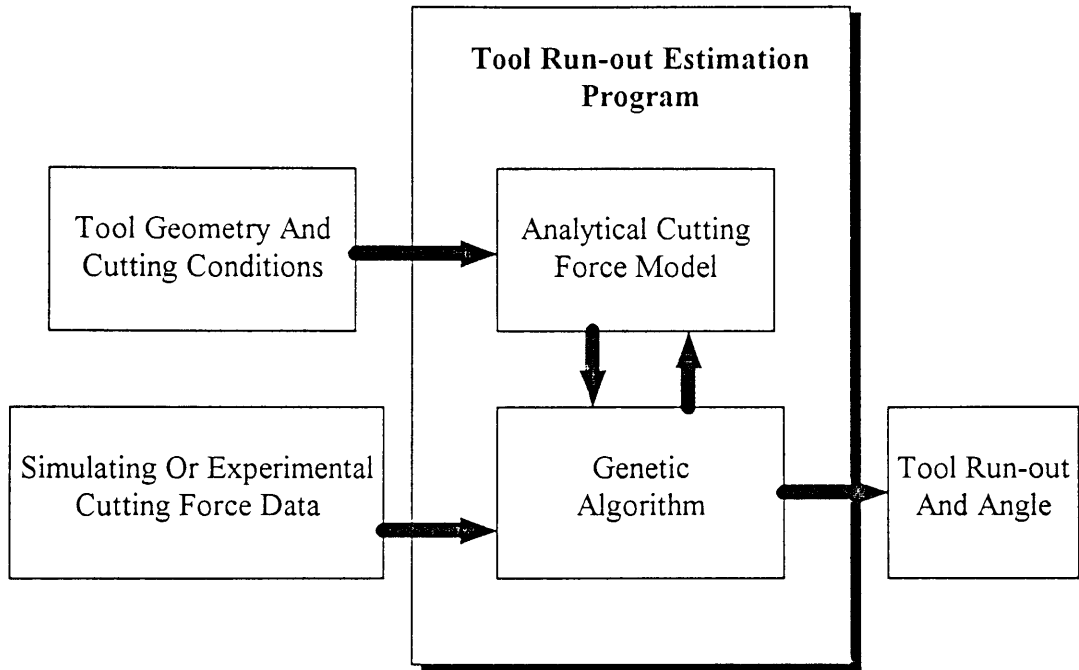 Tool Run-out Estimation
Program
Tool Geometry And
Cutting Conditions
Analytical Cutting
Force Model
Simulating Or Experimental
Cutting Force Data
Genetic
Algorithm
Tool Run-out
And Angle